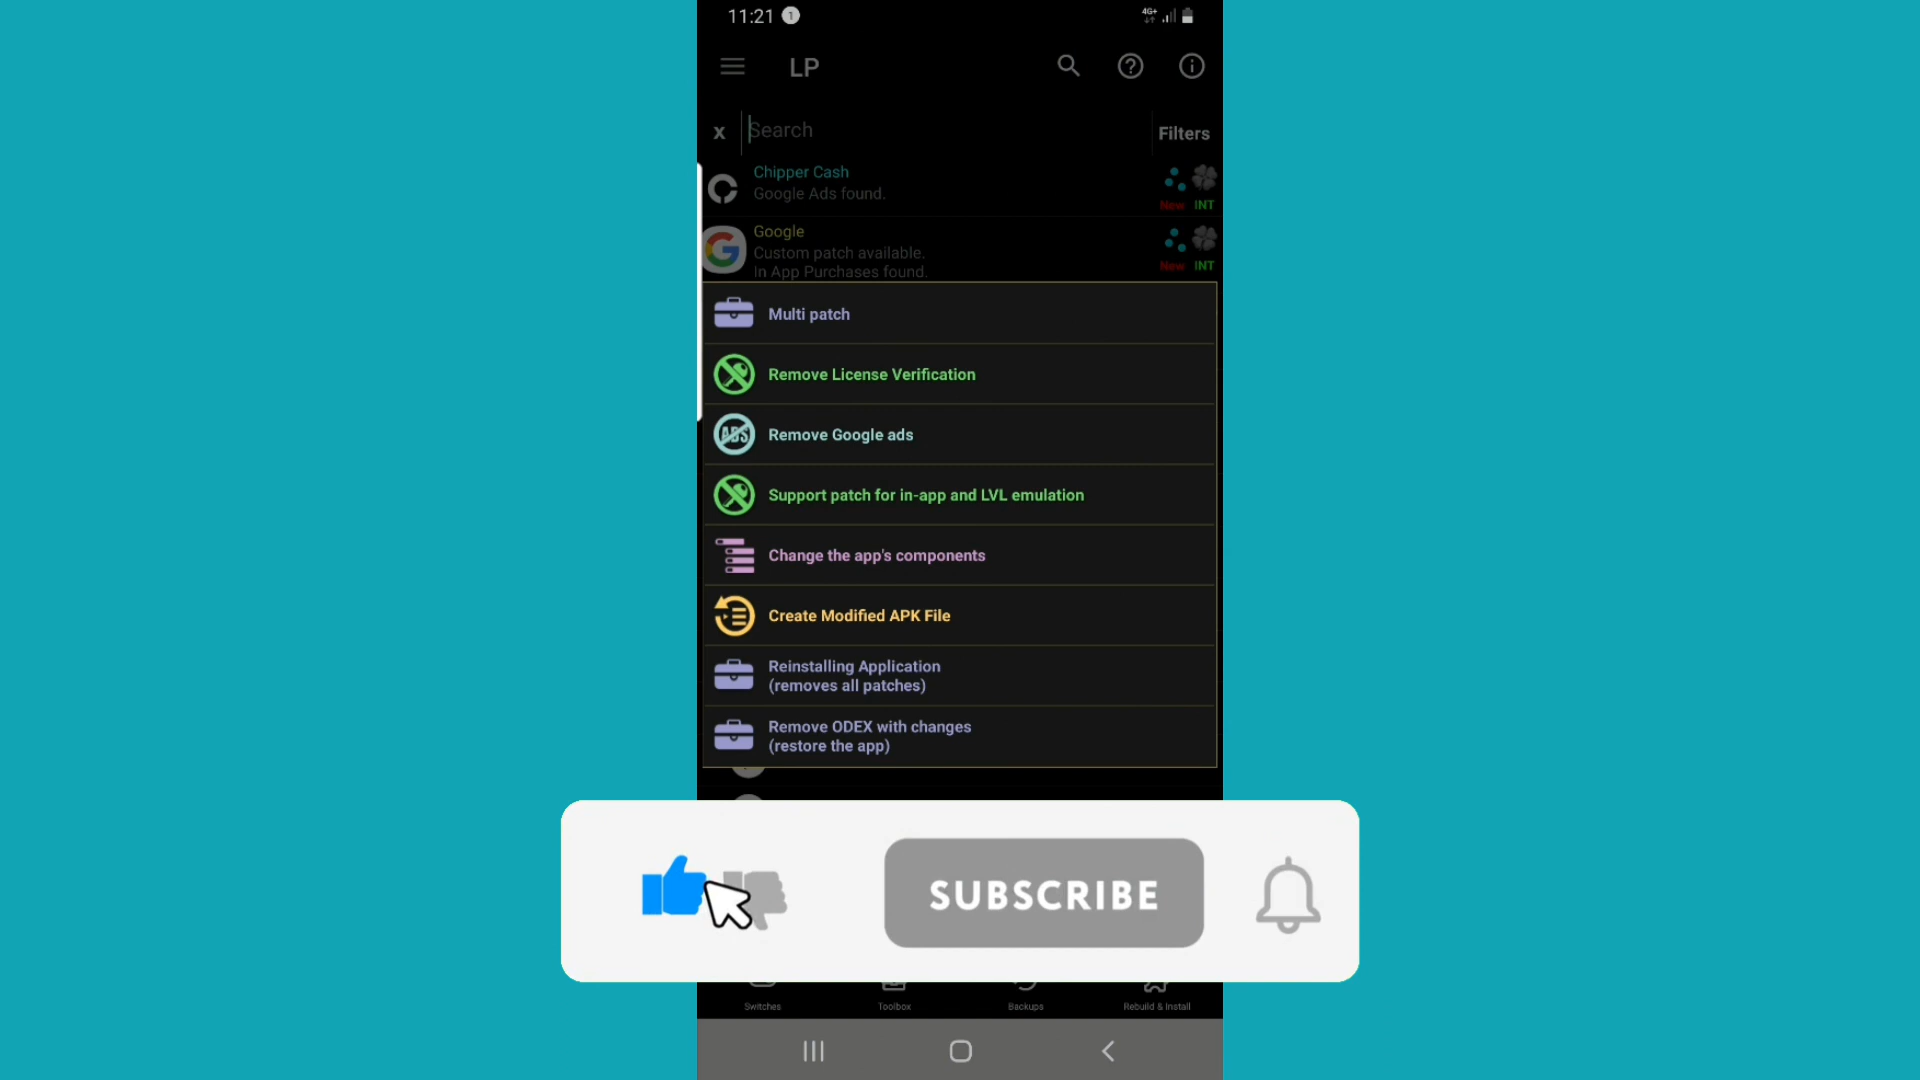 11:21 1
4G+
LP
x Search Filters
Chipper Cash
Google Ads found.
New INT
Google
Custom patch available.
In App Purchases found.
New INT
Multi patch
Remove License Verification
ADS Remove Google ads
Support patch for in-app and LVL emulation
Change the app's components
Create Modified APK File
Reinstalling Application
(removes all patches)
Remove ODEX with changes
(restore the app)
SUBSCRIBE
Switches Toolbox Backups Rebuild & Install